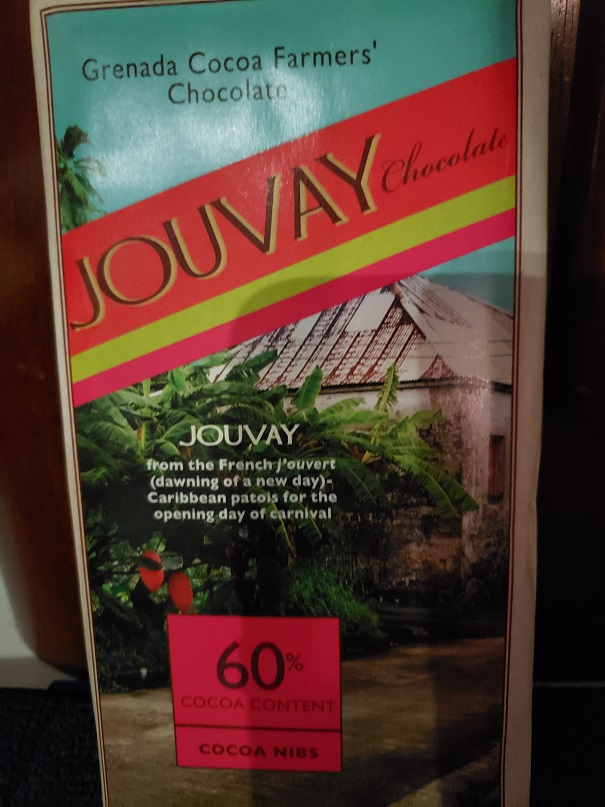 Grenada Cocoa Farmers'
Chocolate
JOUVAY Chocolate
JOUVAY
from the French j'ouvert
(dawning of a new day)-
Caribbean patois for the
opening day of carnival
60%
COCOA CONTENT
COCOA NIBS